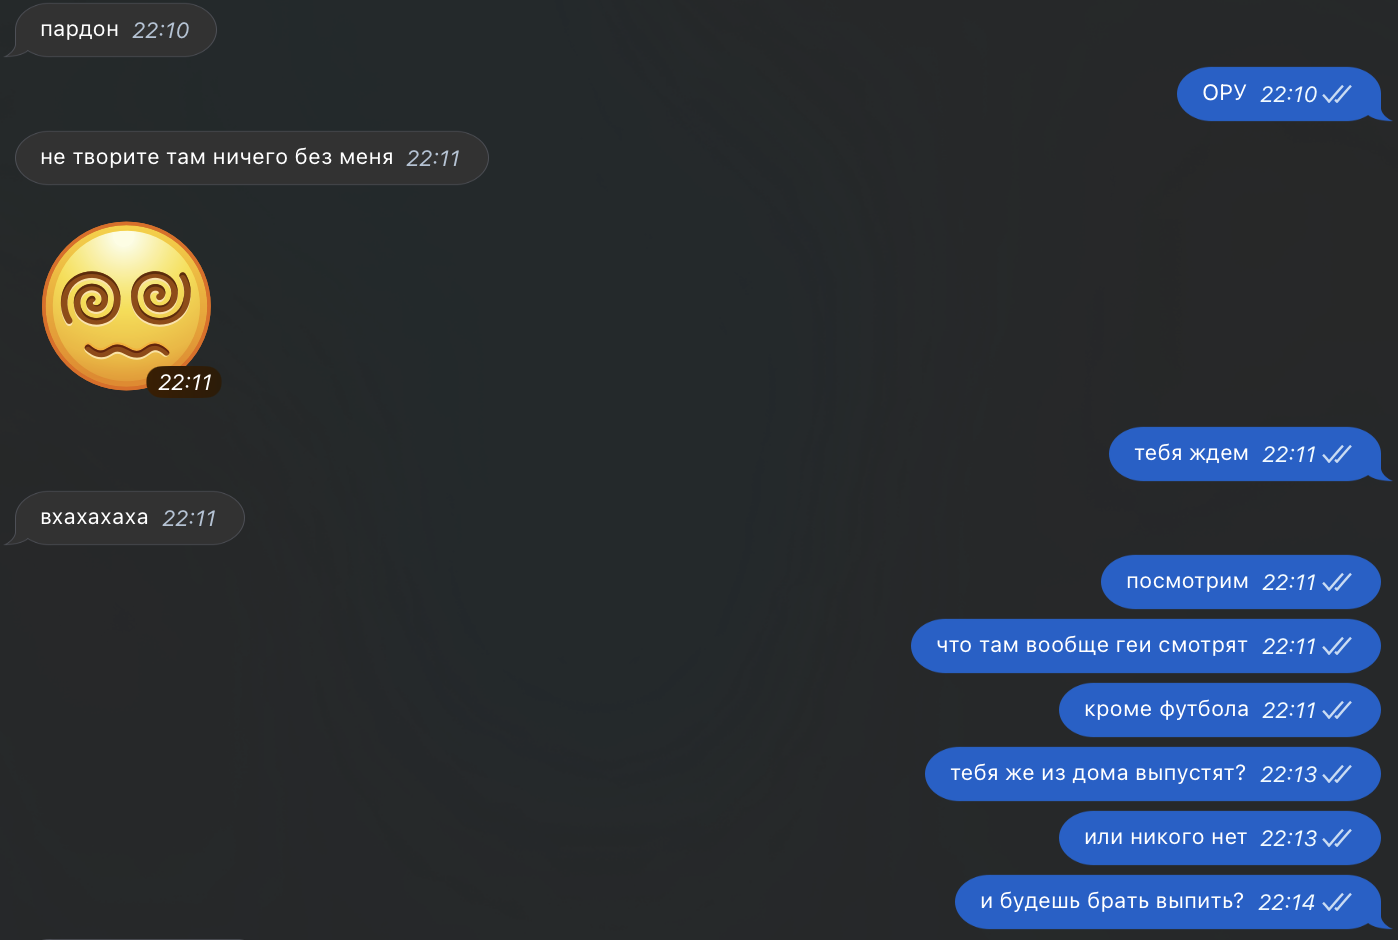 пардон 22:10
ОРУ 22:10
не творите там ничего без меня 22:11
22:11
тебя ждем 22:11
вхахахаха 22:11
посмотрим 22:11
что там вообще геи смотрят 22:11
кроме футбола 22:11
тебя же из дома выпустят? 22:13
или никого нет 22:13
и будешь брать выпить? 22:14